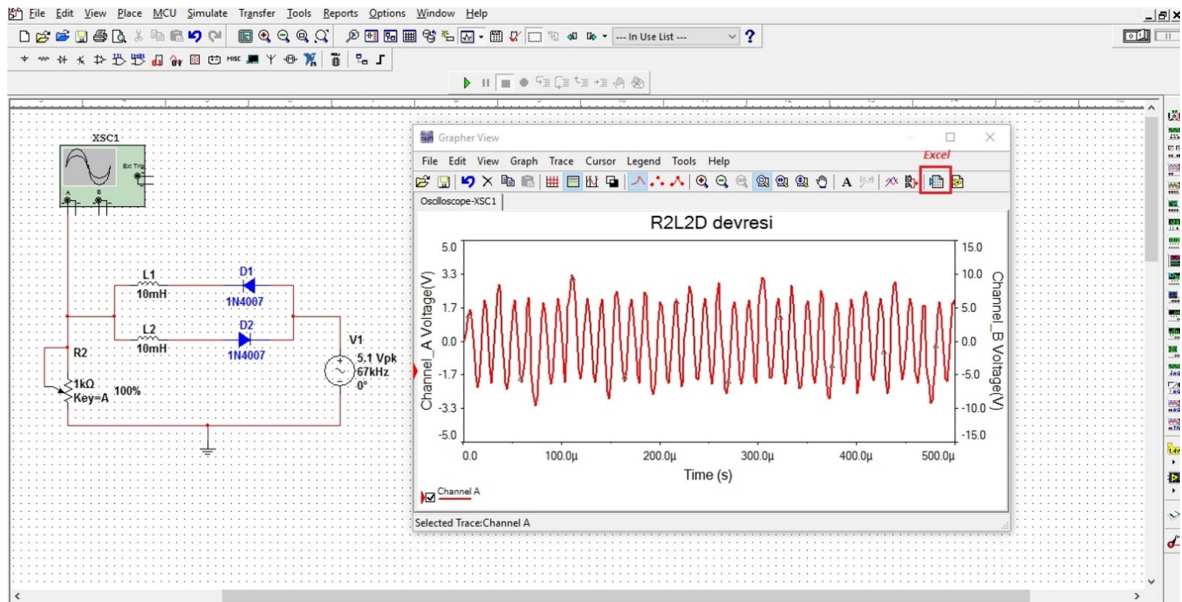 File Edit View Place MCU Simulate Transfer Tools Reports Options Window Help
--- In Use List ---
?
MISC
XSC1
Ext Trig
A
B
L1
10mH
D1
1N4007
L2
10mH
D2
1N4007
R2
1kΩ
Key=A
100%
V1
5.1 Vpk
67kHz
0°
Grapher View
File Edit View Graph Trace Cursor Legend Tools Help
Excel
A
Oscilloscope-XSC1
R2L2D devresi
Channel_A Voltage(V)
5.0
3.3
1.7
0.0
-1.7
-3.3
-5.0
15.0
10.0
5.0
0.0
-5.0
-10.0
-15.0
Channel_B Voltage(V)
0.0 100.0µ 200.0µ 300.0µ 400.0µ 500.0µ
Time (s)
Channel A
Selected Trace:Channel A